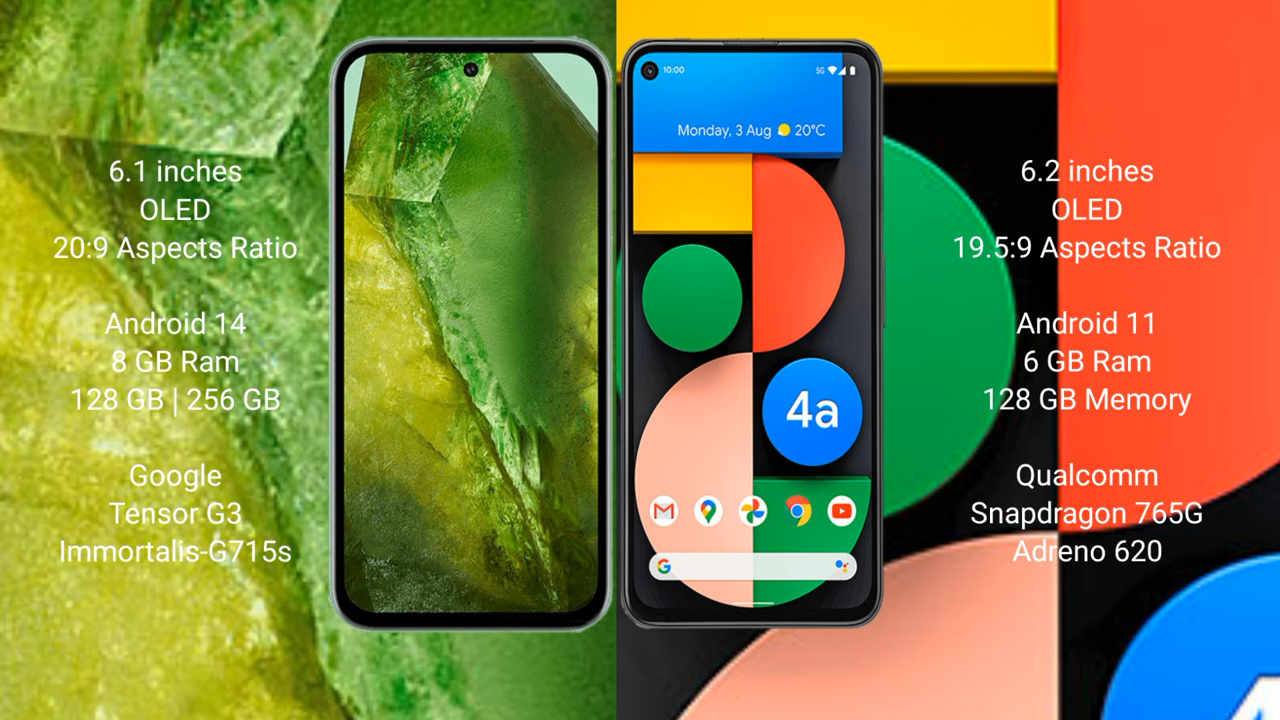 6.1 inches
OLED
20:9 Aspects Ratio
Android 14
8 GB Ram
128 GB | 256 GB
Google
Tensor G3
Immortalis-G715s
10:00
5G
Monday, 3 Aug 20°C
4a
6.2 inches
OLED
19.5:9 Aspects Ratio
Android 11
6 GB Ram
128 GB Memory
Qualcomm
Snapdragon 765G
Adreno 620